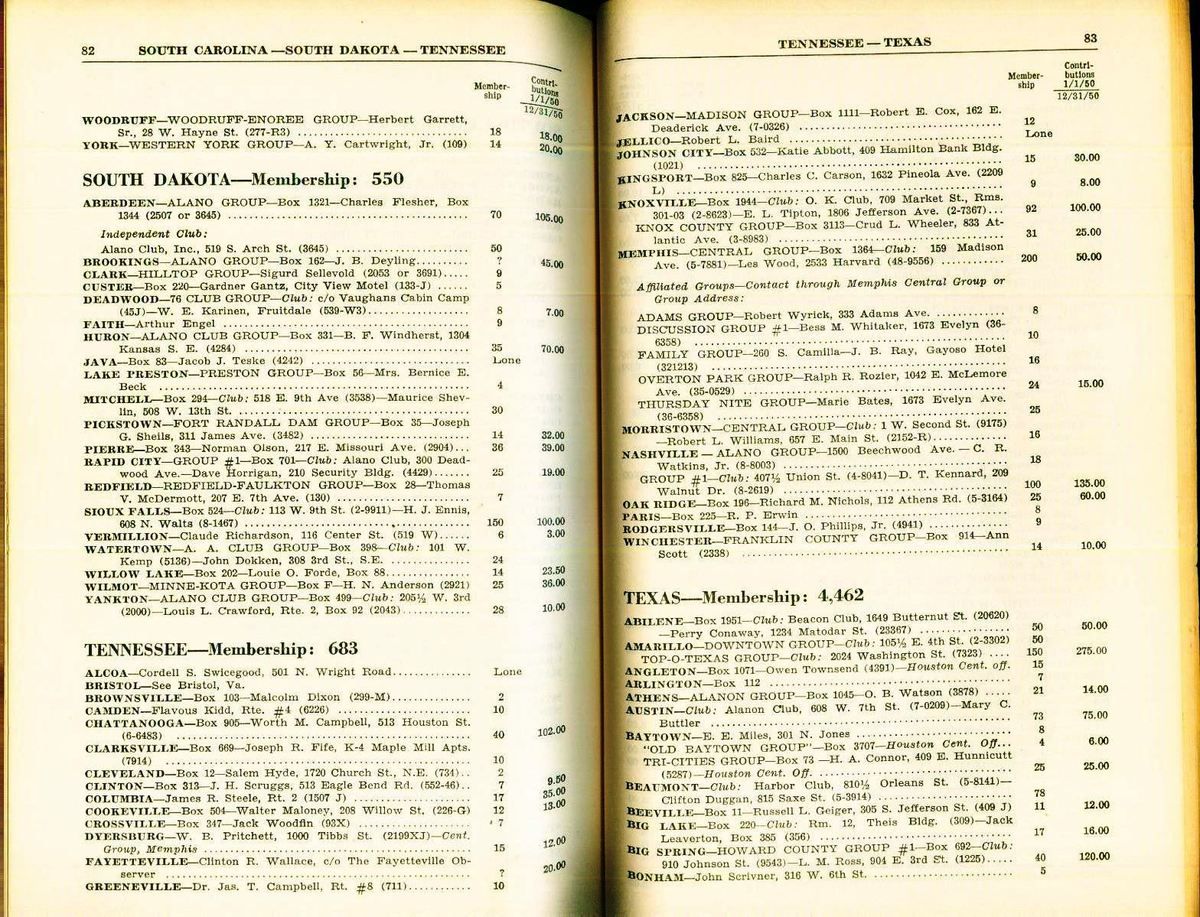 82 SOUTH CAROLINA—SOUTH DAKOTA—TENNESSEE
Member-
ship
Contri-
butions
1/1/50
12/31/50
WOODRUFF—WOODRUFF-ENOREE GROUP—Herbert Garrett,
Sr., 28 W. Hayne St. (277-R3) .......... 18 18.00
YORK—WESTERN YORK GROUP—A. Y. Cartwright, Jr. (109) 14 20.00
SOUTH DAKOTA—Membership: 550
ABERDEEN—ALANO GROUP—Box 1321—Charles Flesher, Box
1344 (2507 or 3645) .......... 70 105.00
Independent Club:
Alano Club, Inc., 519 S. Arch St. (3645) .......... 50
BROOKINGS—ALANO GROUP—Box 162—J. B. Deyling.......... ? 45.00
CLARK—HILLTOP GROUP—Sigurd Sellevold (2053 or 3691)..... 9
CUSTER—Box 220—Gardner Gantz, City View Motel (133-J) ...... 5
DEADWOOD—76 CLUB GROUP—Club: c/o Vaughans Cabin Camp
(45J)—W. E. Karinen, Fruitdale (539-W3).......... 8 7.00
FAITH—Arthur Engel .......... 9
HURON—ALANO CLUB GROUP—Box 331—B. F. Windherst, 1304
Kansas S. E. (4284) .......... 35 70.00
JAVA—Box 83—Jacob J. Teske (4242) .......... Lone
LAKE PRESTON—PRESTON GROUP—Box 56—Mrs. Bernice E.
Beck .......... 4
MITCHELL—Box 294—Club: 518 E. 9th Ave (3538)—Maurice Shev-
lin, 508 W. 13th St. .......... 30
PICKSTOWN—FORT RANDALL DAM GROUP—Box 35—Joseph
G. Sheils, 311 James Ave. (3482) .......... 14 32.00
PIERRE—Box 343—Norman Olson, 217 E. Missouri Ave. (2904)... 36 39.00
RAPID CITY—GROUP #1—Box 701—Club: Alano Club, 300 Dead-
wood Ave.—Dave Horrigan, 210 Security Bldg. (4429)...... 25 19.00
REDFIELD—REDFIELD-FAULKTON GROUP—Box 28—Thomas
V. McDermott, 207 E. 7th Ave. (130) .......... 7
SIOUX FALLS—Box 524—Club: 113 W. 9th St. (2-9911)—H. J. Ennis,
608 N. Walts (8-1467) .......... 150 100.00
VERMILLION—Claude Richardson, 116 Center St. (519 W)...... 6 3.00
WATERTOWN—A. A. CLUB GROUP—Box 398—Club: 101 W.
Kemp (5136)—John Dokken, 308 3rd St., S.E. .......... 24
WILLOW LAKE—Box 202—Louie O. Forde, Box 88.......... 14 23.50
WILMOT—MINNE-KOTA GROUP—Box F—H. N. Anderson (2921) 25 36.00
YANKTON—ALANO CLUB GROUP—Box 499—Club: 205½ W. 3rd
(2000)—Louis L. Crawford, Rte. 2, Box 92 (2043).......... 28 10.00
TENNESSEE—Membership: 683
ALCOA—Cordell S. Swicegood, 501 N. Wright Road.......... Lone
BRISTOL—See Bristol, Va.
BROWNSVILLE—Box 103—Malcolm Dixon (299-M).......... 2
CAMDEN—Flavous Kidd, Rte. #4 (6226) .......... 10
CHATTANOOGA—Box 905—Worth M. Campbell, 513 Houston St.
(6-6483) .......... 40 102.00
CLARKSVILLE—Box 669—Joseph R. Fife, K-4 Maple Mill Apts.
(7914) .......... 10
CLEVELAND—Box 12—Salem Hyde, 1720 Church St., N.E. (734).. 2
CLINTON—Box 313—J. H. Scruggs, 513 Eagle Bend Rd. (552-46).. 7 9.50
COLUMBIA—James R. Steele, Rt. 2 (1507 J) .......... 17 35.00
COOKEVILLE—Box 504—Walter Maloney, 208 Willow St. (226-G) 12 13.00
CROSSVILLE—Box 347—Jack Woodfin (93X) .......... 7
DYERSBURG—W. B. Pritchett, 1000 Tibbs St. (2199XJ)—Cent.
Group, Memphis .......... 15 12.00
FAYETTEVILLE—Clinton R. Wallace, c/o The Fayetteville Ob-
server .......... ? 20.00
GREENEVILLE—Dr. Jas. T. Campbell, Rt. #8 (711).......... 10
TENNESSEE—TEXAS 83
Member-
ship
Contri-
butions
1/1/50
12/31/50
JACKSON—MADISON GROUP—Box 1111—Robert E. Cox, 162 E.
Deaderick Ave. (7-0326) .......... 12
JELLICO—Robert L. Baird .......... Lone
JOHNSON CITY—Box 532—Katie Abbott, 409 Hamilton Bank Bldg.
(1021) .......... 15 30.00
KINGSPORT—Box 825—Charles C. Carson, 1632 Pineola Ave. (2209
L) .......... 9 8.00
KNOXVILLE—Box 1944—Club: O. K. Club, 709 Market St., Rms.
301-03 (2-8623)—E. L. Tipton, 1806 Jefferson Ave. (2-7367)... 92 100.00
KNOX COUNTY GROUP—Box 3113—Crud L. Wheeler, 833 At-
lantic Ave. (3-8983) .......... 31 25.00
MEMPHIS—CENTRAL GROUP—Box 1364—Club: 159 Madison
Ave. (5-7881)—Les Wood, 2533 Harvard (48-9556) .......... 200 50.00
Affiliated Groups—Contact through Memphis Central Group or
Group Address:
ADAMS GROUP—Robert Wyrick, 333 Adams Ave. .......... 8
DISCUSSION GROUP #1—Bess M. Whitaker, 1673 Evelyn (36-
6358) .......... 10
FAMILY GROUP—260 S. Camilla—J. B. Ray, Gayoso Hotel
(321213) .......... 16
OVERTON PARK GROUP—Ralph R. Rozier, 1042 E. McLemore
Ave. (35-0529) .......... 24 15.00
THURSDAY NITE GROUP—Marie Bates, 1673 Evelyn Ave.
(36-6358) .......... 25
MORRISTOWN—CENTRAL GROUP—Club: 1 W. Second St. (9175)
—Robert L. Williams, 657 E. Main St. (2152-R).......... 16
NASHVILLE — ALANO GROUP—1500 Beechwood Ave. — C. R.
Watkins, Jr. (8-8003) .......... 18
GROUP #1—Club: 407½ Union St. (4-8041)—D. T. Kennard, 209
Walnut Dr. (8-2619) .......... 100 135.00
OAK RIDGE—Box 196—Richard M. Nichols, 112 Athens Rd. (5-3164) 25 60.00
PARIS—Box 225—R. P. Erwin .......... 8
RODGERSVILLE—Box 144—J. O. Phillips, Jr. (4941) .......... 9
WINCHESTER—FRANKLIN COUNTY GROUP—Box 914—Ann
Scott (2338) .......... 14 10.00
TEXAS—Membership: 4,462
ABILENE—Box 1951—Club: Beacon Club, 1649 Butternut St. (20620)
—Perry Conaway, 1234 Matodar St. (23367) .......... 50 50.00
AMARILLO—DOWNTOWN GROUP—Club: 105½ E. 4th St. (2-3302) 50
TOP-O-TEXAS GROUP—Club: 2024 Washington St. (7323) .... 150 275.00
ANGLETON—Box 1071—Owen Townsend (4391)—Houston Cent. off. 15
ARLINGTON—Box 112 .......... 7
ATHENS—ALANON GROUP—Box 1045—O. B. Watson (3878) ..... 21 14.00
AUSTIN—Club: Alanon Club, 608 W. 7th St. (7-0209)—Mary C.
Buttler .......... 73 75.00
BAYTOWN—E. E. Miles, 301 N. Jones .......... 8
"OLD BAYTOWN GROUP"—Box 3707—Houston Cent. Off... 4 6.00
TRI-CITIES GROUP—Box 73 —H. A. Connor, 409 E. Hunnicutt
(5287)—Houston Cent. Off. .......... 25 25.00
BEAUMONT—Club: Harbor Club, 810½ Orleans St. (5-8141)—
Clifton Duggan, 815 Saxe St. (5-3914) .......... 78
BEEVILLE—Box 11—Russell L. Geiger, 305 S. Jefferson St. (409 J) 11 12.00
BIG LAKE—Box 220—Club: Rm. 12, Theis Bldg. (309)—Jack
Leaverton, Box 385 (356) .......... 17 16.00
BIG SPRING—HOWARD COUNTY GROUP #1—Box 692—Club:
910 Johnson St. (9543)—L. M. Ross, 904 E. 3rd St. (1225)..... 40 120.00
BONHAM—John Scrivner, 316 W. 6th St. .......... 5